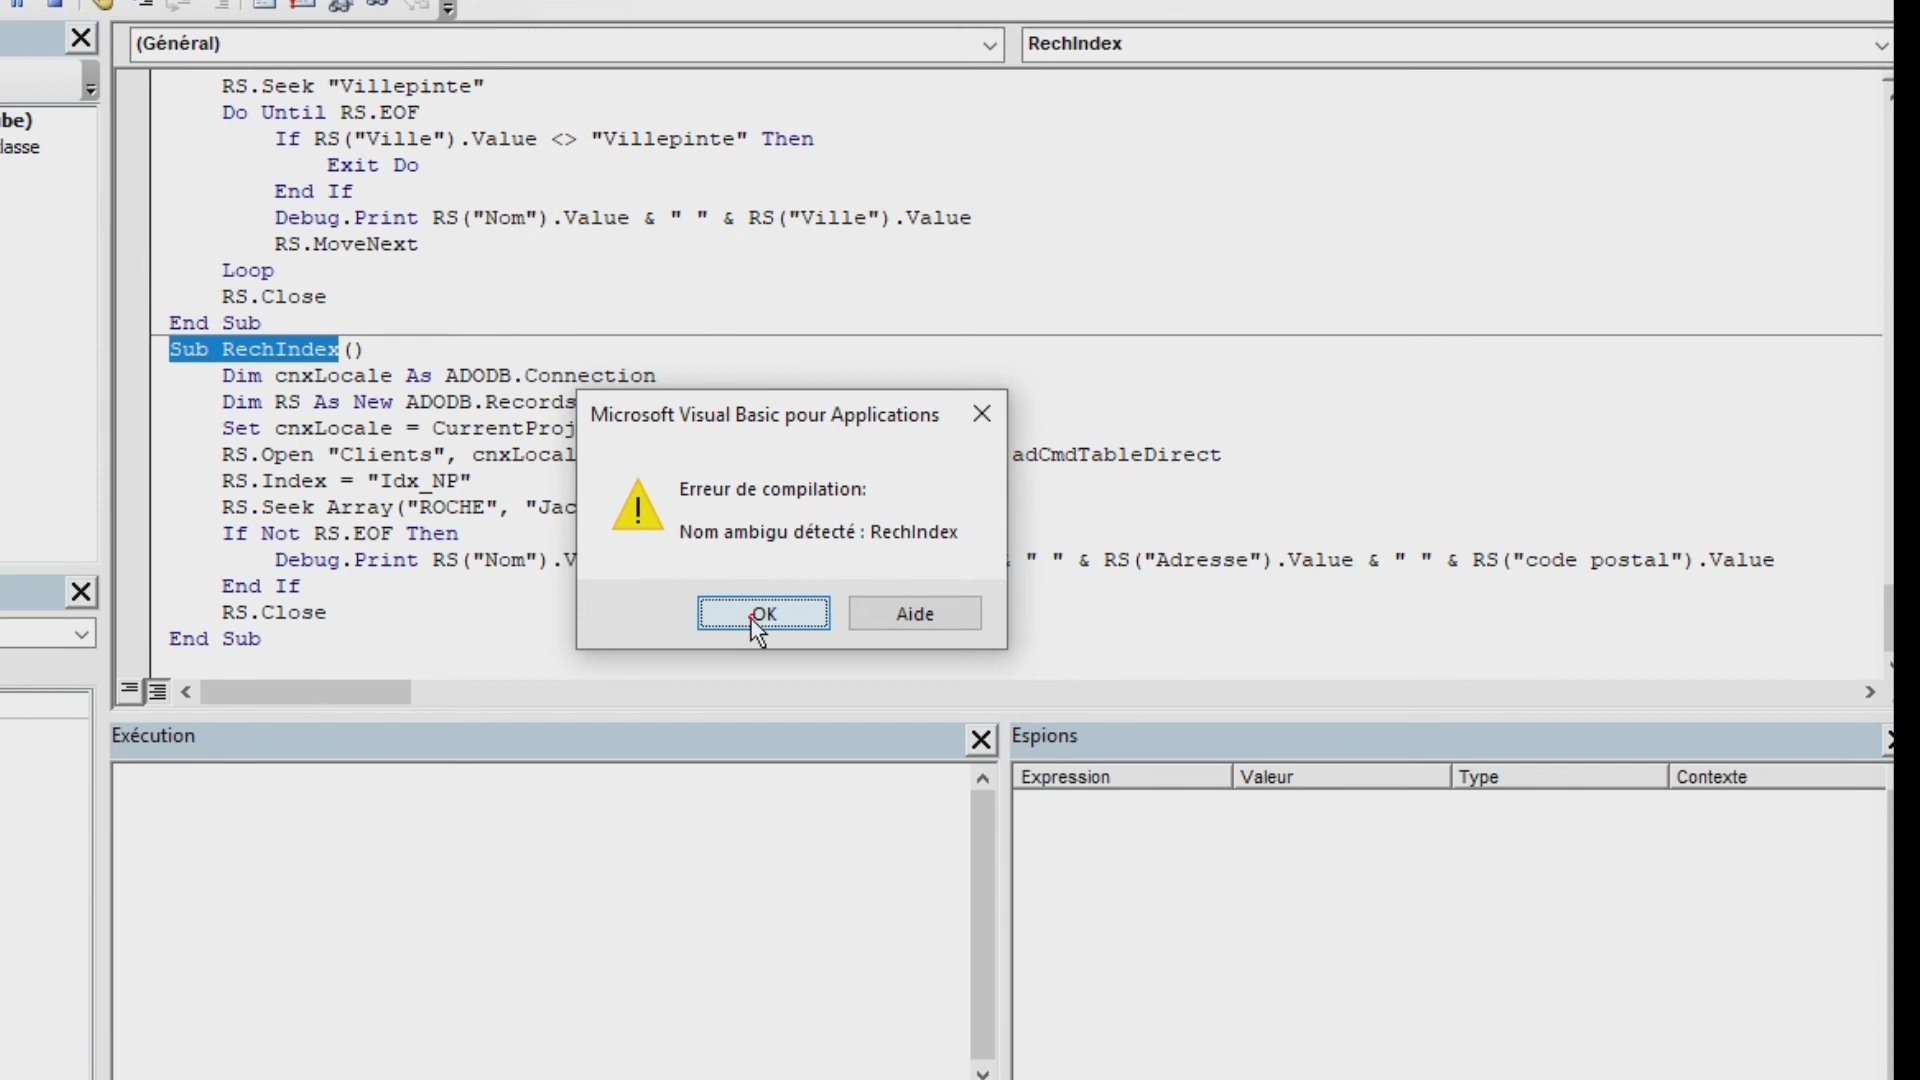 (Général)
RechIndex
be)
lasse
RS.Seek "Villepinte"
Do Until RS.EOF
If RS("Ville").Value <> "Villepinte" Then
Exit Do
End If
Debug.Print RS("Nom").Value & " " & RS("Ville").Value
RS.MoveNext
Loop
RS.Close
End Sub
Sub RechIndex()
Dim cnxLocale As ADODB.Connection
Dim RS As New ADODB.Records
Set cnxLocale = CurrentProj
RS.Open "Clients", cnxLocal adCmdTableDirect
RS.Index = "Idx_NP"
RS.Seek Array("ROCHE", "Jac
If Not RS.EOF Then
Debug.Print RS("Nom").V & " " & RS("Adresse").Value & " " & RS("code postal").Value
End If
RS.Close
End Sub
Microsoft Visual Basic pour Applications
Erreur de compilation:
Nom ambigu détecté : RechIndex
OK
Aide
Exécution
Espions
Expression
Valeur
Type
Contexte